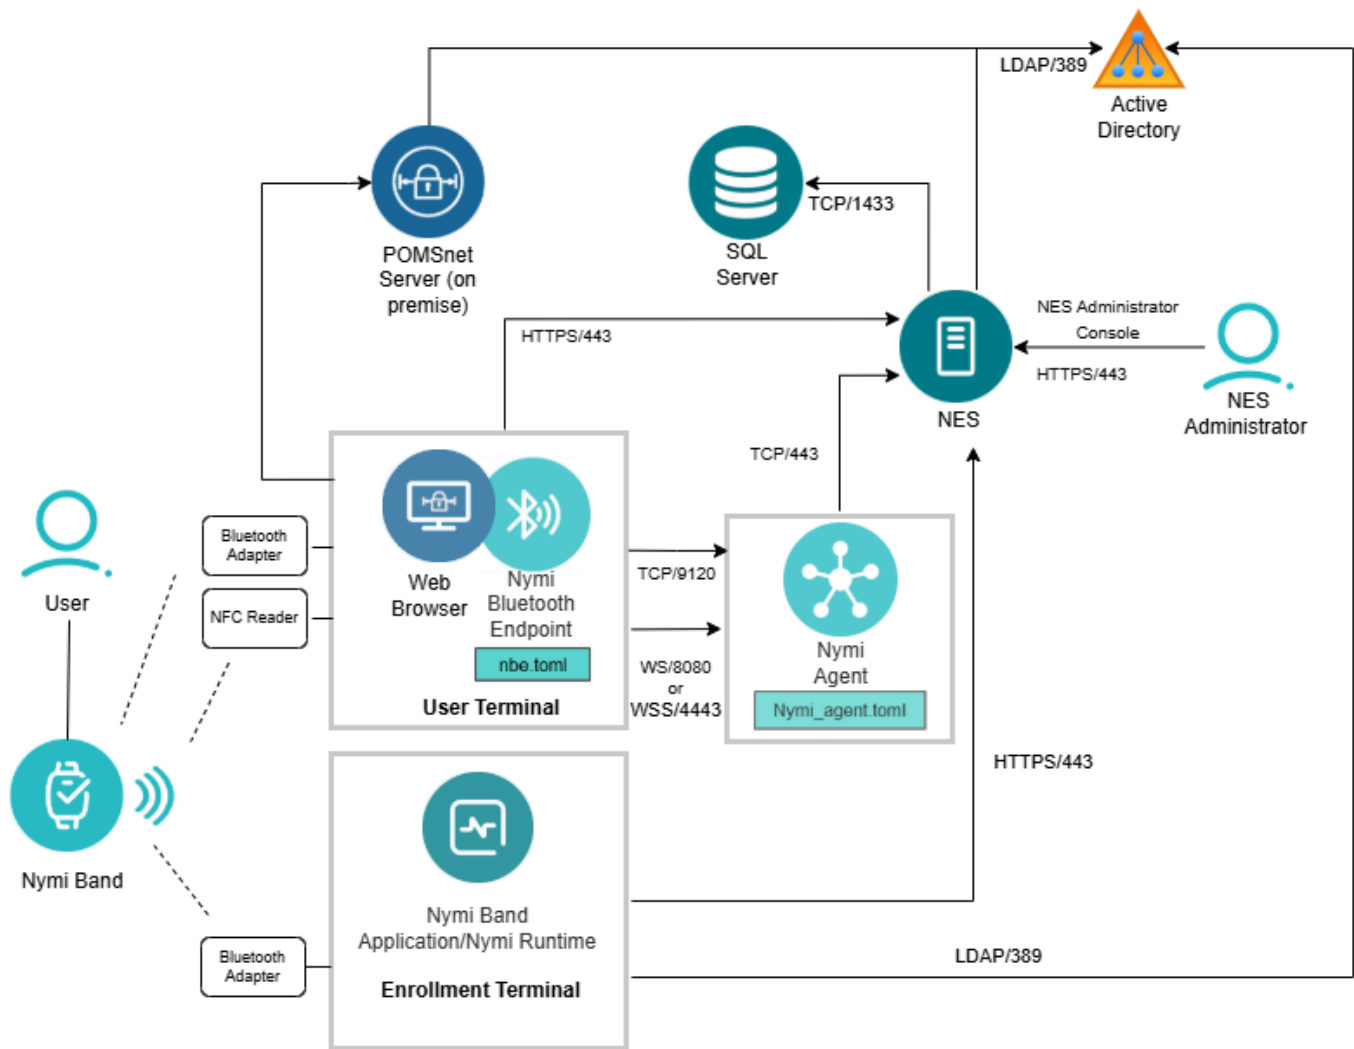 LDAP/389
Active
Directory
POMSnet
Server (on
premise)
SQL
Server
TCP/1433
HTTPS/443
NES Administrator
Console
HTTPS/443
NES
NES
Administrator
TCP/443
User
Bluetooth
Adapter
NFC Reader
Web
Browser
Nymi
Bluetooth
Endpoint
nbe.toml
User Terminal
TCP/9120
WS/8080
or
WSS/4443
Nymi
Agent
Nymi_agent.toml
HTTPS/443
Nymi Band
Nymi Band
Application/Nymi Runtime
Enrollment Terminal
Bluetooth
Adapter
LDAP/389